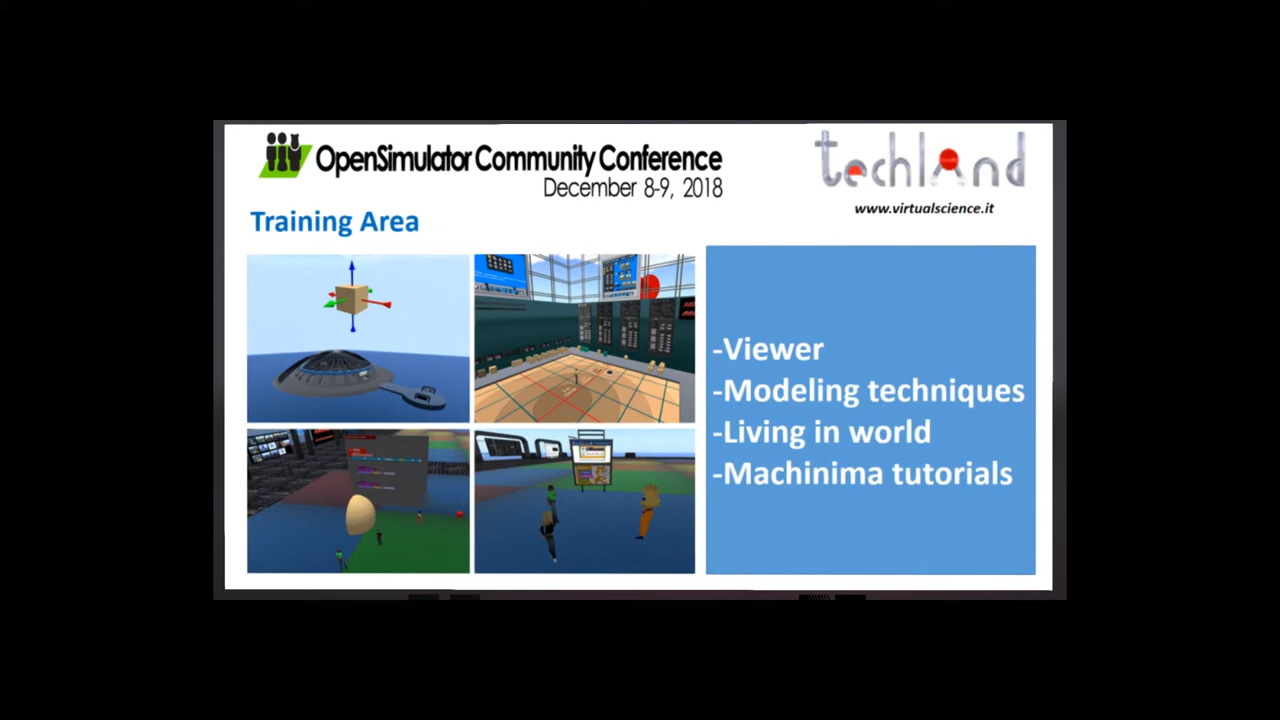 OpenSimulator Community Conference
December 8-9, 2018
techland
www.virtualscience.it
Training Area
-Viewer
-Modeling techniques
-Living in world
-Machinima tutorials